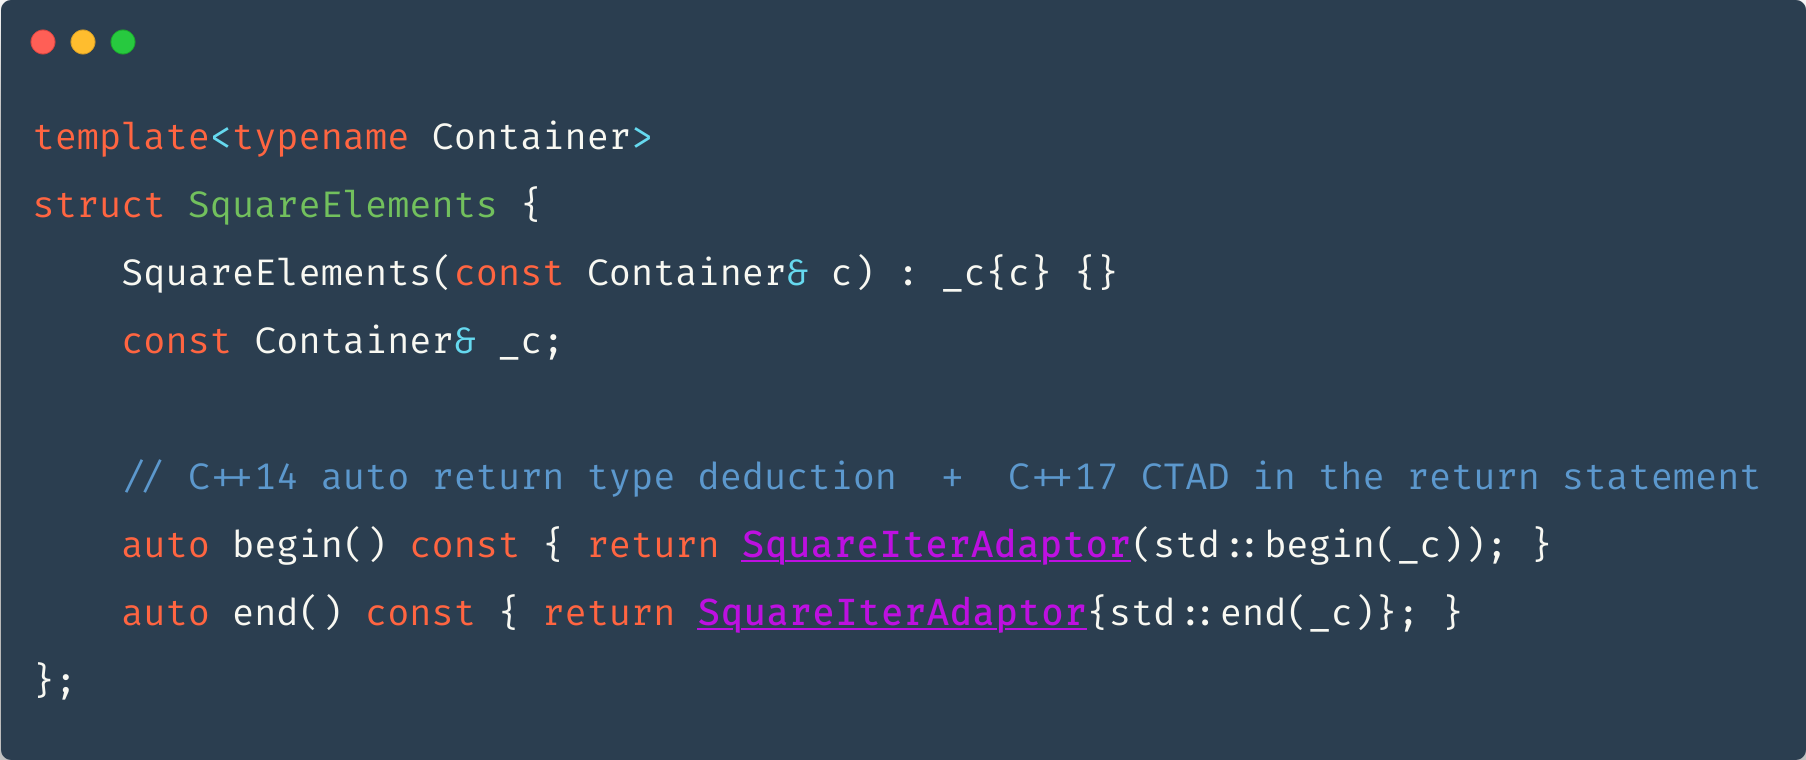 template<typename Container>
struct SquareElements {
SquareElements(const Container& c) : _c{c} {}
const Container& _c;
// C++14 auto return type deduction + C++17 CTAD in the return statement
auto begin() const { return SquareIterAdaptor(std::begin(_c)); }
auto end() const { return SquareIterAdaptor{std::end(_c)}; }
};